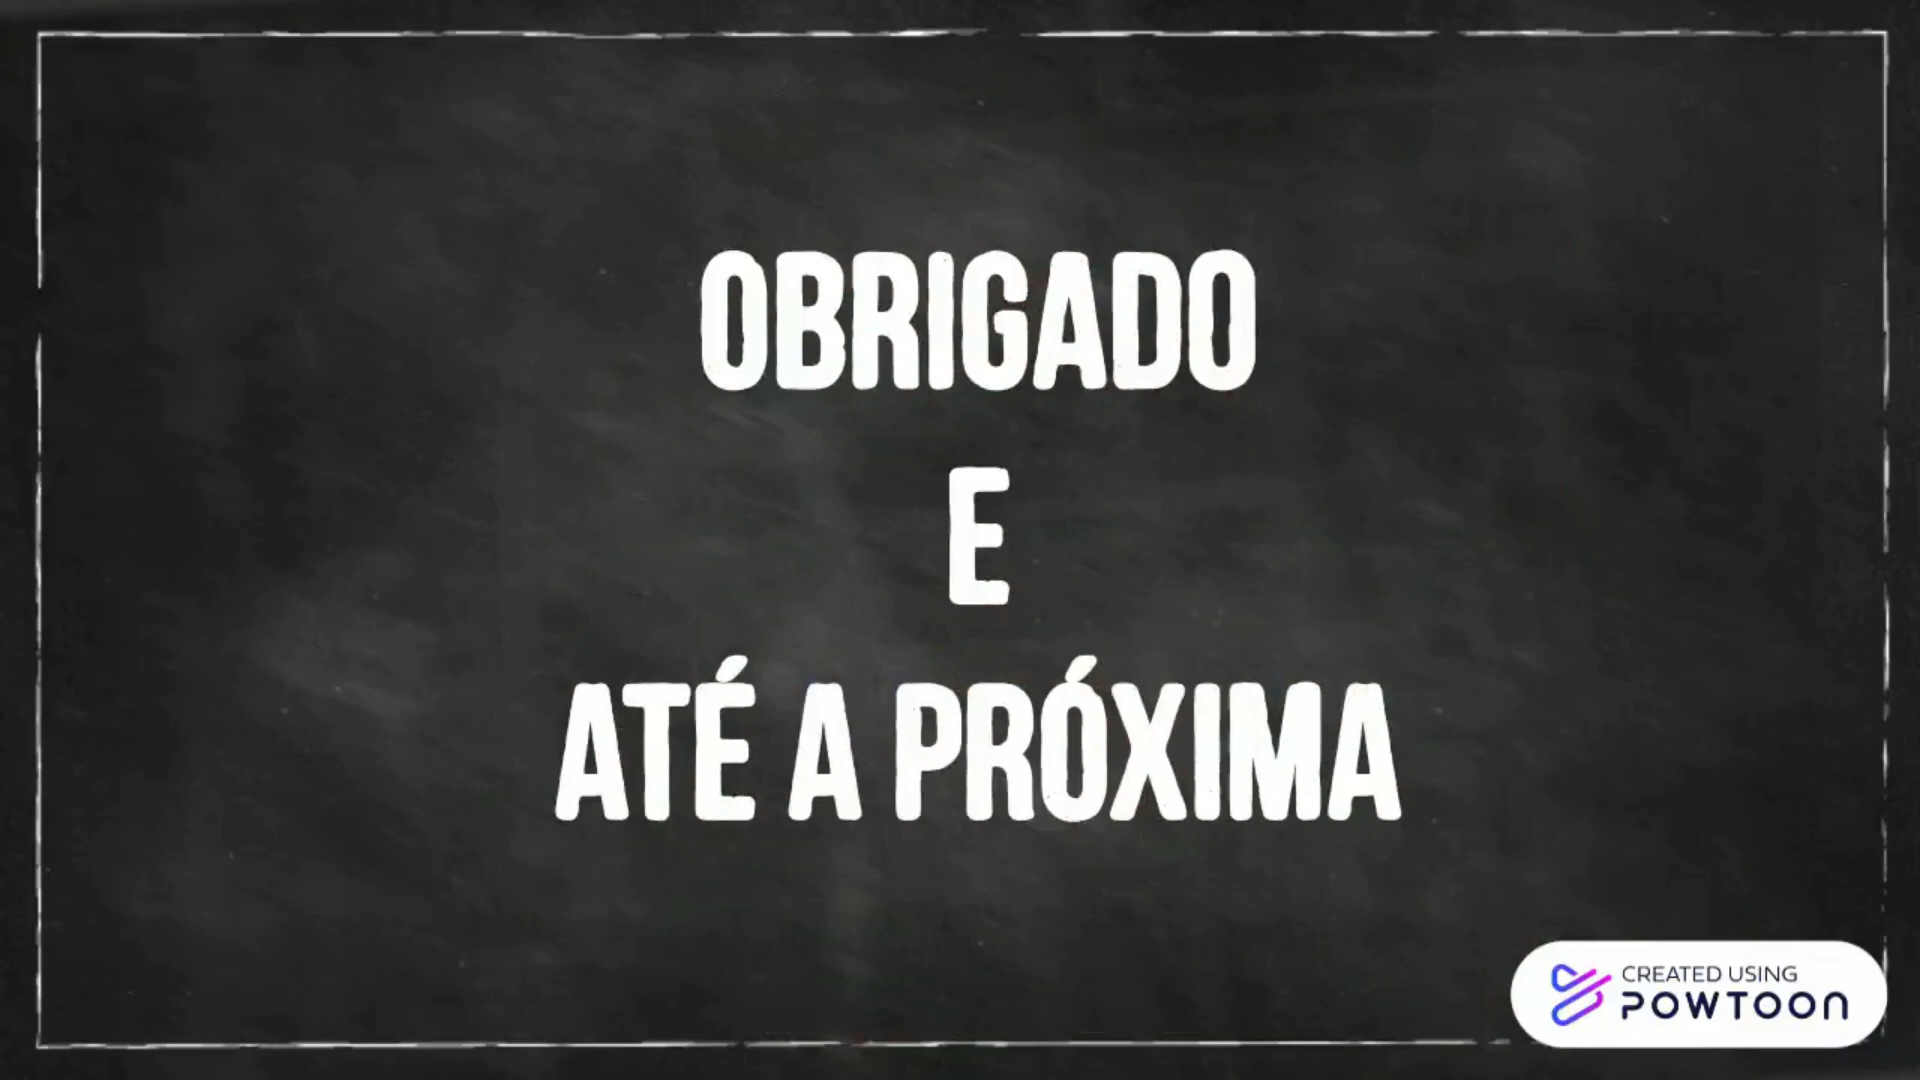 OBRIGADO
E
ATÉ A PRÓXIMA
CREATED USING
POWTOON